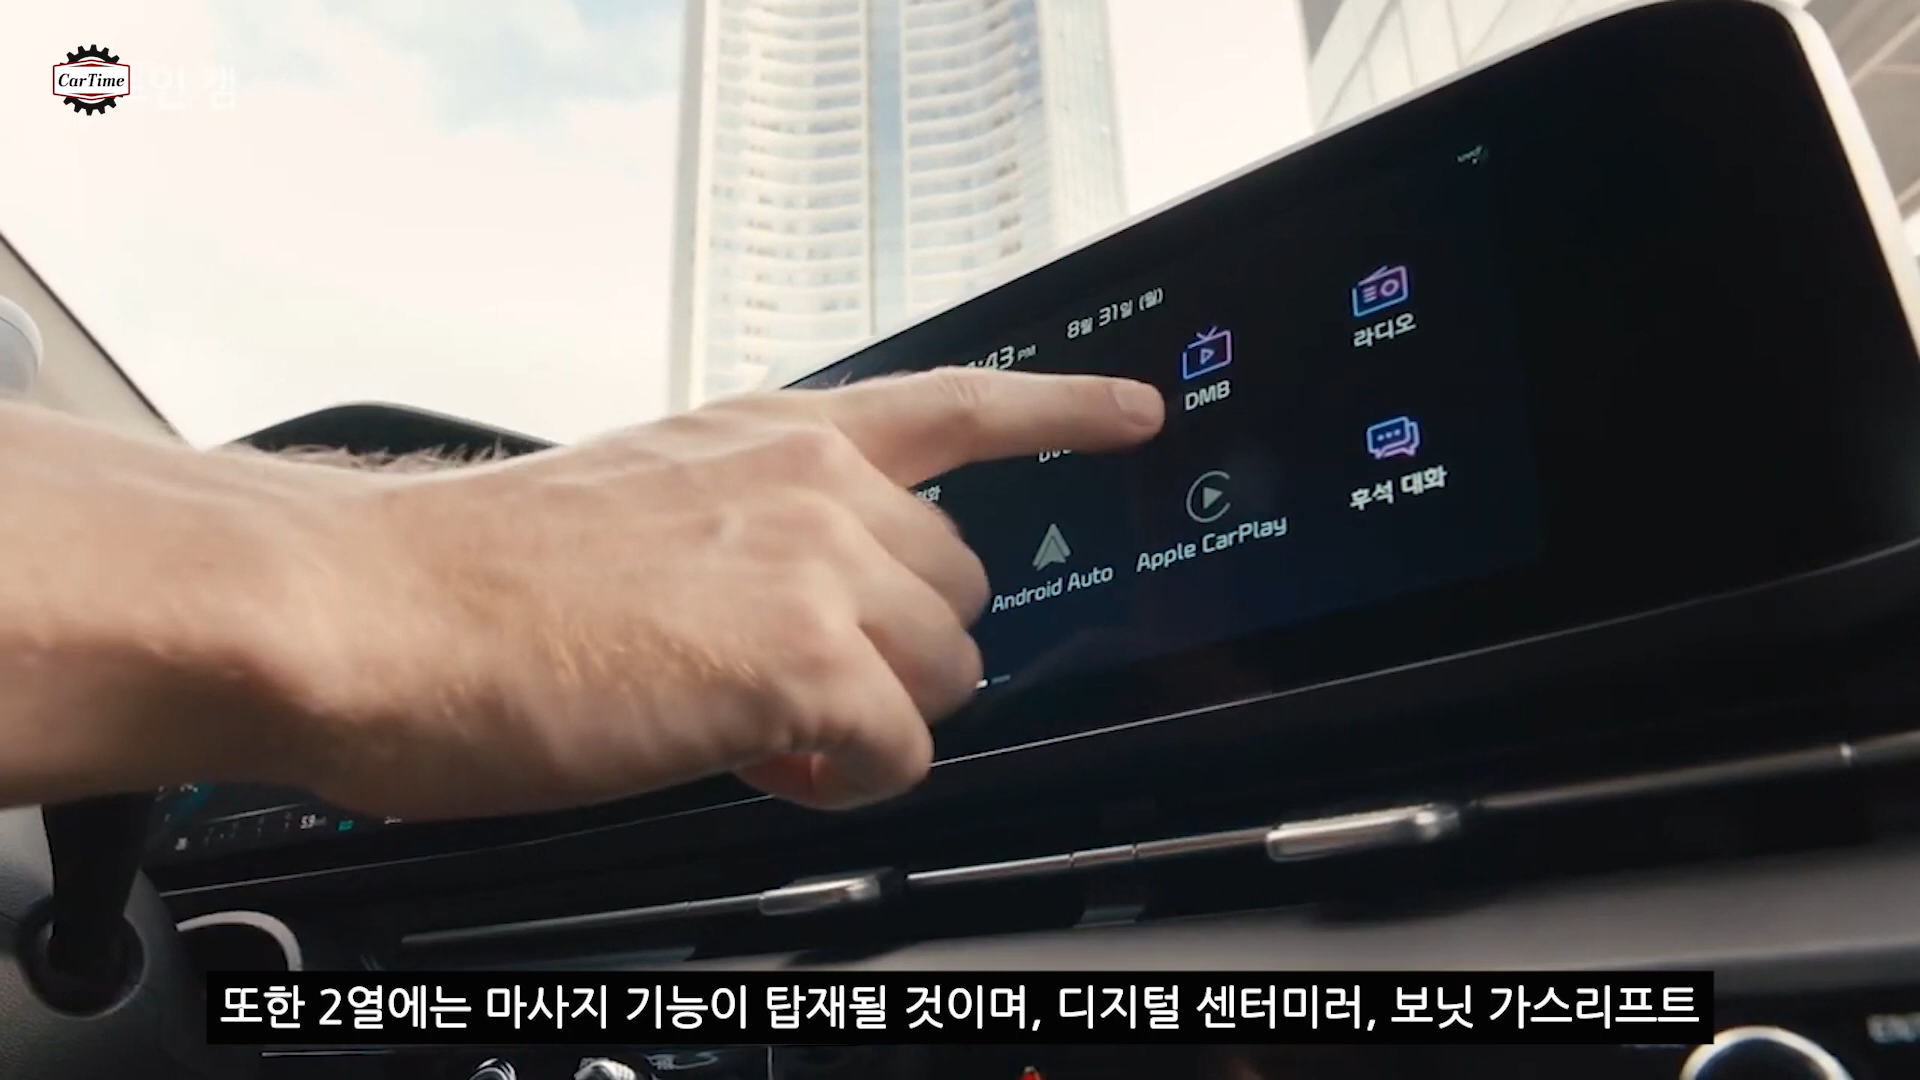 CarTime
8월 31일 (월)
:43 PM
DMB
라디오
Android Auto
Apple CarPlay
후석 대화
또한 2열에는 마사지 기능이 탑재될 것이며, 디지털 센터미러, 보닛 가스리프트